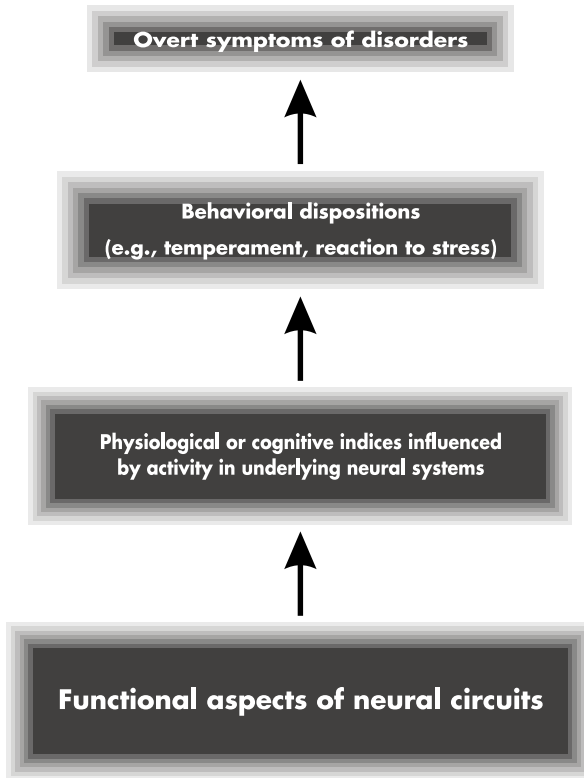 Overt symptoms of disorders
Behavioral dispositions
(e.g., temperament, reaction to stress)
Physiological or cognitive indices influenced
by activity in underlying neural systems
Functional aspects of neural circuits